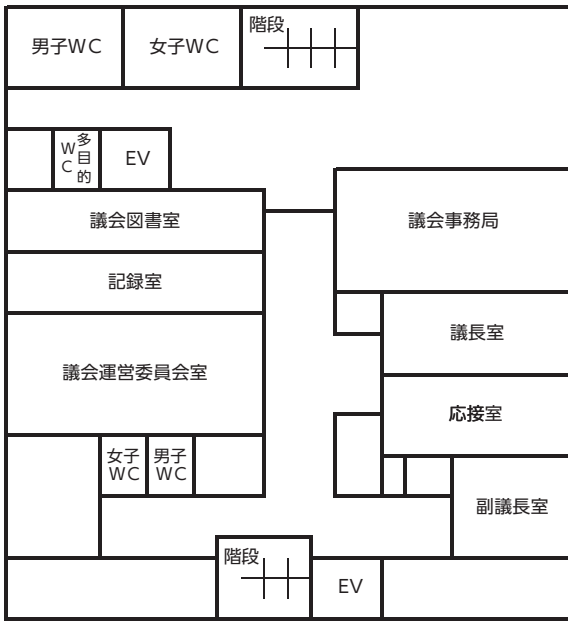 男子WC
女子WC
階段
多目的
WC
EV
議会図書室
議会事務局
記録室
議長室
議会運営委員会室
応接室
女子
WC
男子
WC
副議長室
階段
EV